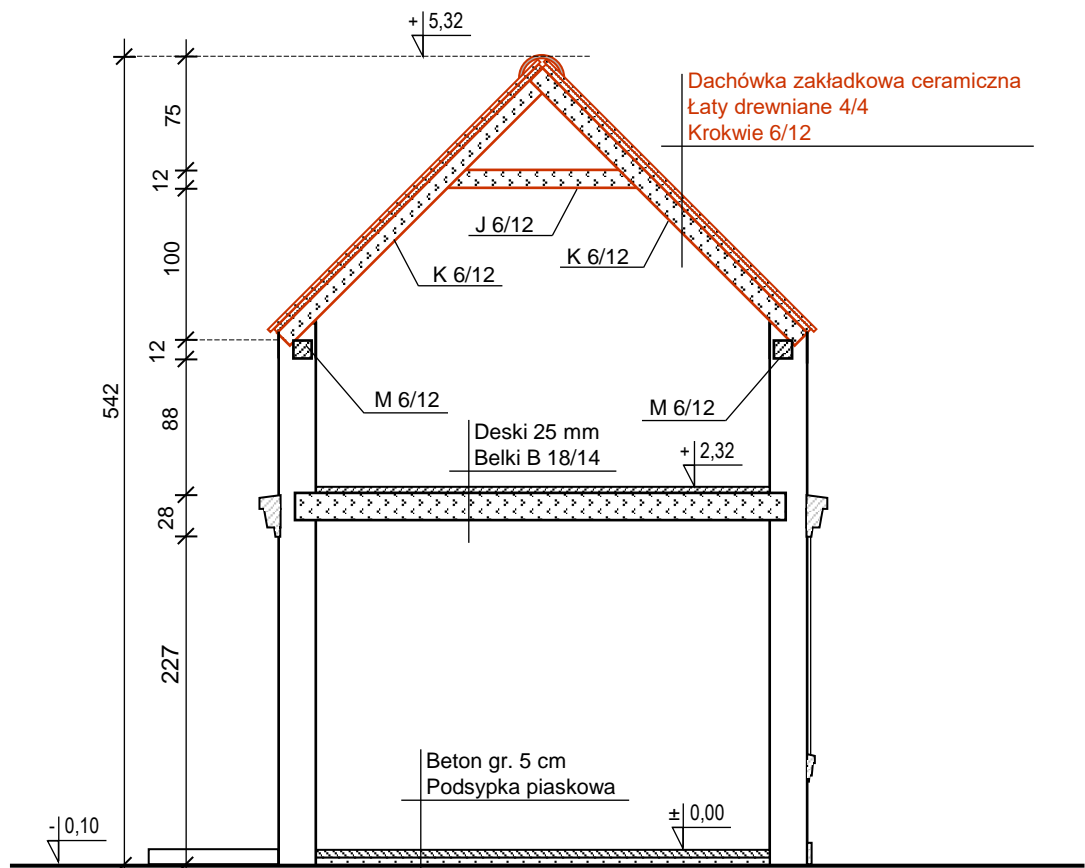 + 5,32
Dachówka zakładkowa ceramiczna
Łaty drewniane 4/4
Krokwie 6/12
75
12
J 6/12
100
K 6/12
K 6/12
12
542
M 6/12
M 6/12
88
Deski 25 mm
Belki B 18/14
+ 2,32
28
227
Beton gr. 5 cm
Podsypka piaskowa
- 0,10
± 0,00